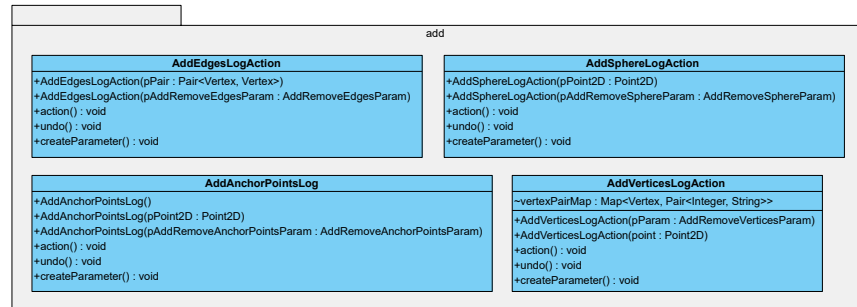 add
AddEdgesLogAction
+AddEdgesLogAction(pPair : Pair<Vertex, Vertex>)
+AddEdgesLogAction(pAddRemoveEdgesParam : AddRemoveEdgesParam)
+action() : void
+undo() : void
+createParameter() : void
AddSphereLogAction
+AddSphereLogAction(pPoint2D : Point2D)
+AddSphereLogAction(pAddRemoveSphereParam : AddRemoveSphereParam)
+action() : void
+undo() : void
+createParameter() : void
AddAnchorPointsLog
+AddAnchorPointsLog()
+AddAnchorPointsLog(pPoint2D : Point2D)
+AddAnchorPointsLog(pAddRemoveAnchorPointsParam : AddRemoveAnchorPointsParam)
+action() : void
+undo() : void
+createParameter() : void
AddVerticesLogAction
~vertexPairMap : Map<Vertex, Pair<Integer, String>>
+AddVerticesLogAction(pParam : AddRemoveVerticesParam)
+AddVerticesLogAction(point : Point2D)
+action() : void
+undo() : void
+createParameter() : void